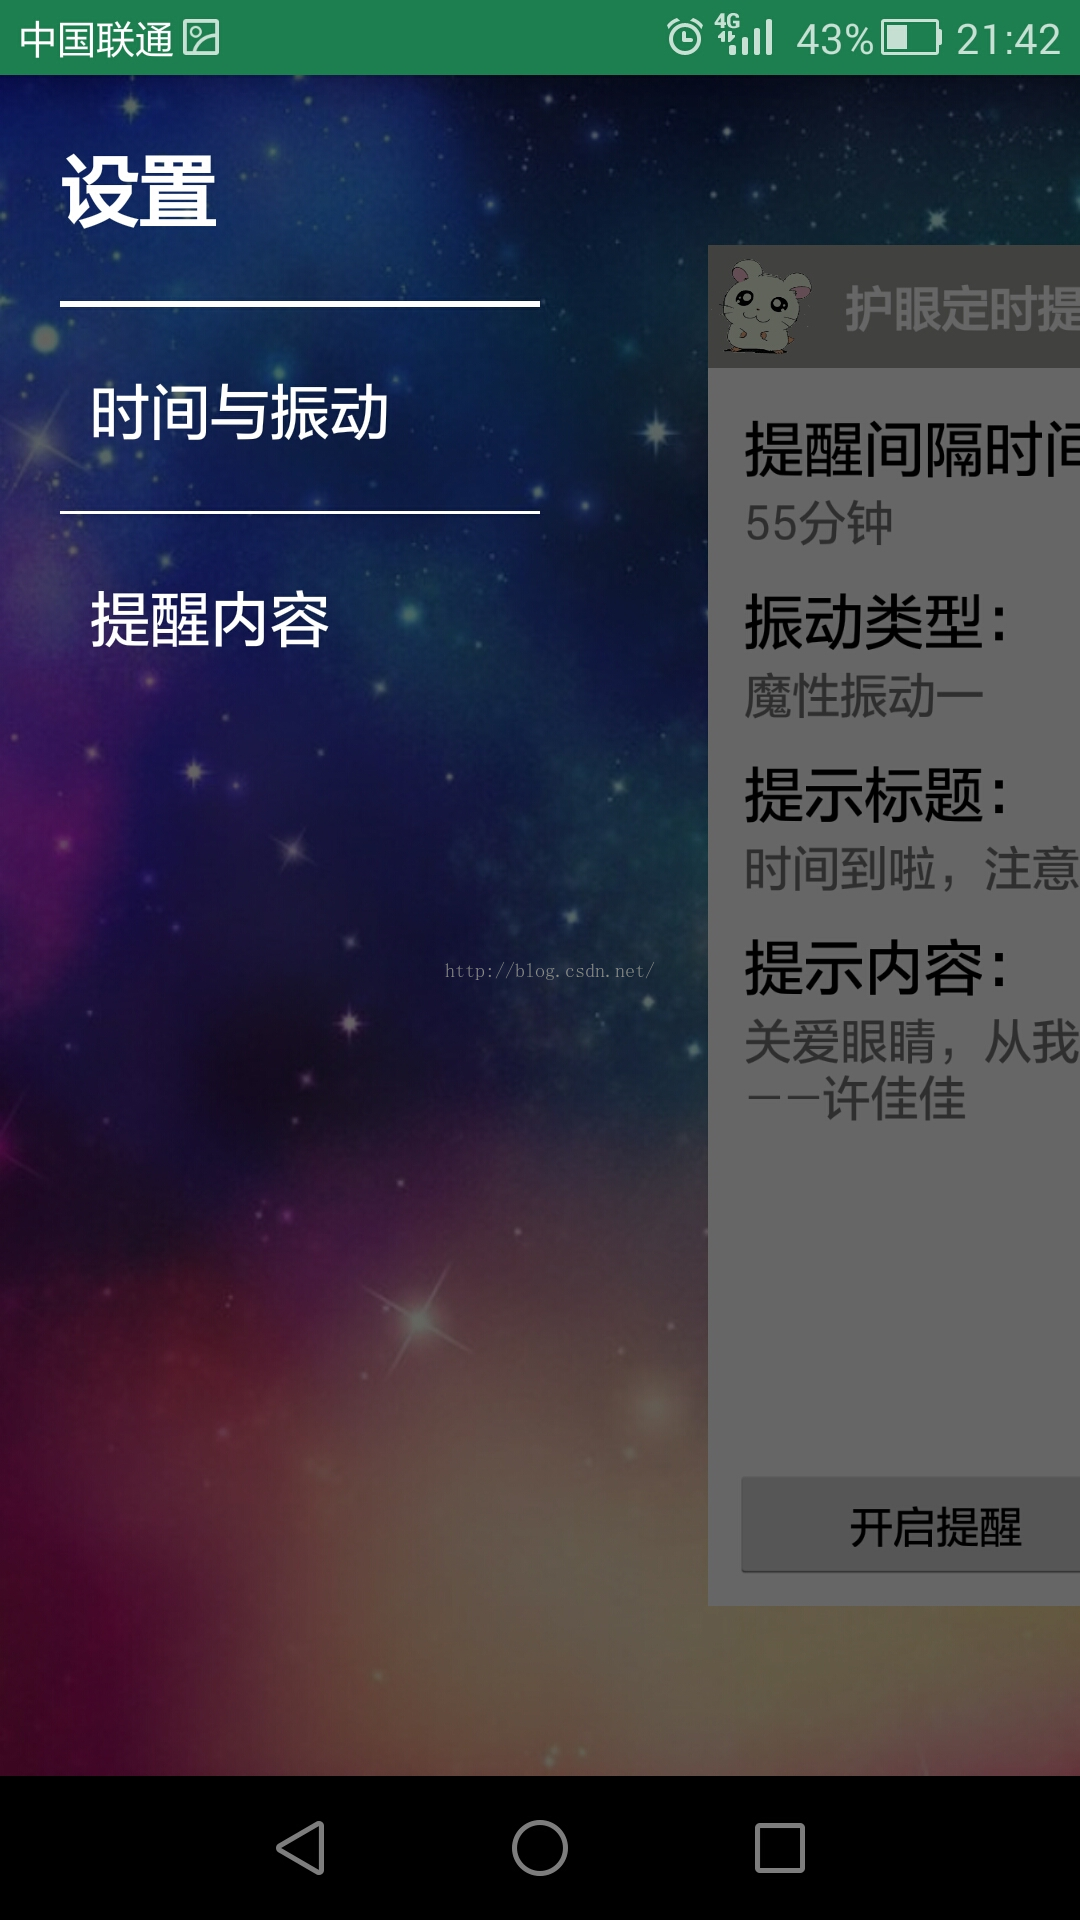 中国联通
4G 43% 21:42
设置
时间与振动
提醒内容
护眼定时提
提醒间隔时间
55分钟
振动类型：
魔性振动一
提示标题：
时间到啦，注意
提示内容：
关爱眼睛，从我
——许佳佳
http://blog.csdn.net/
开启提醒